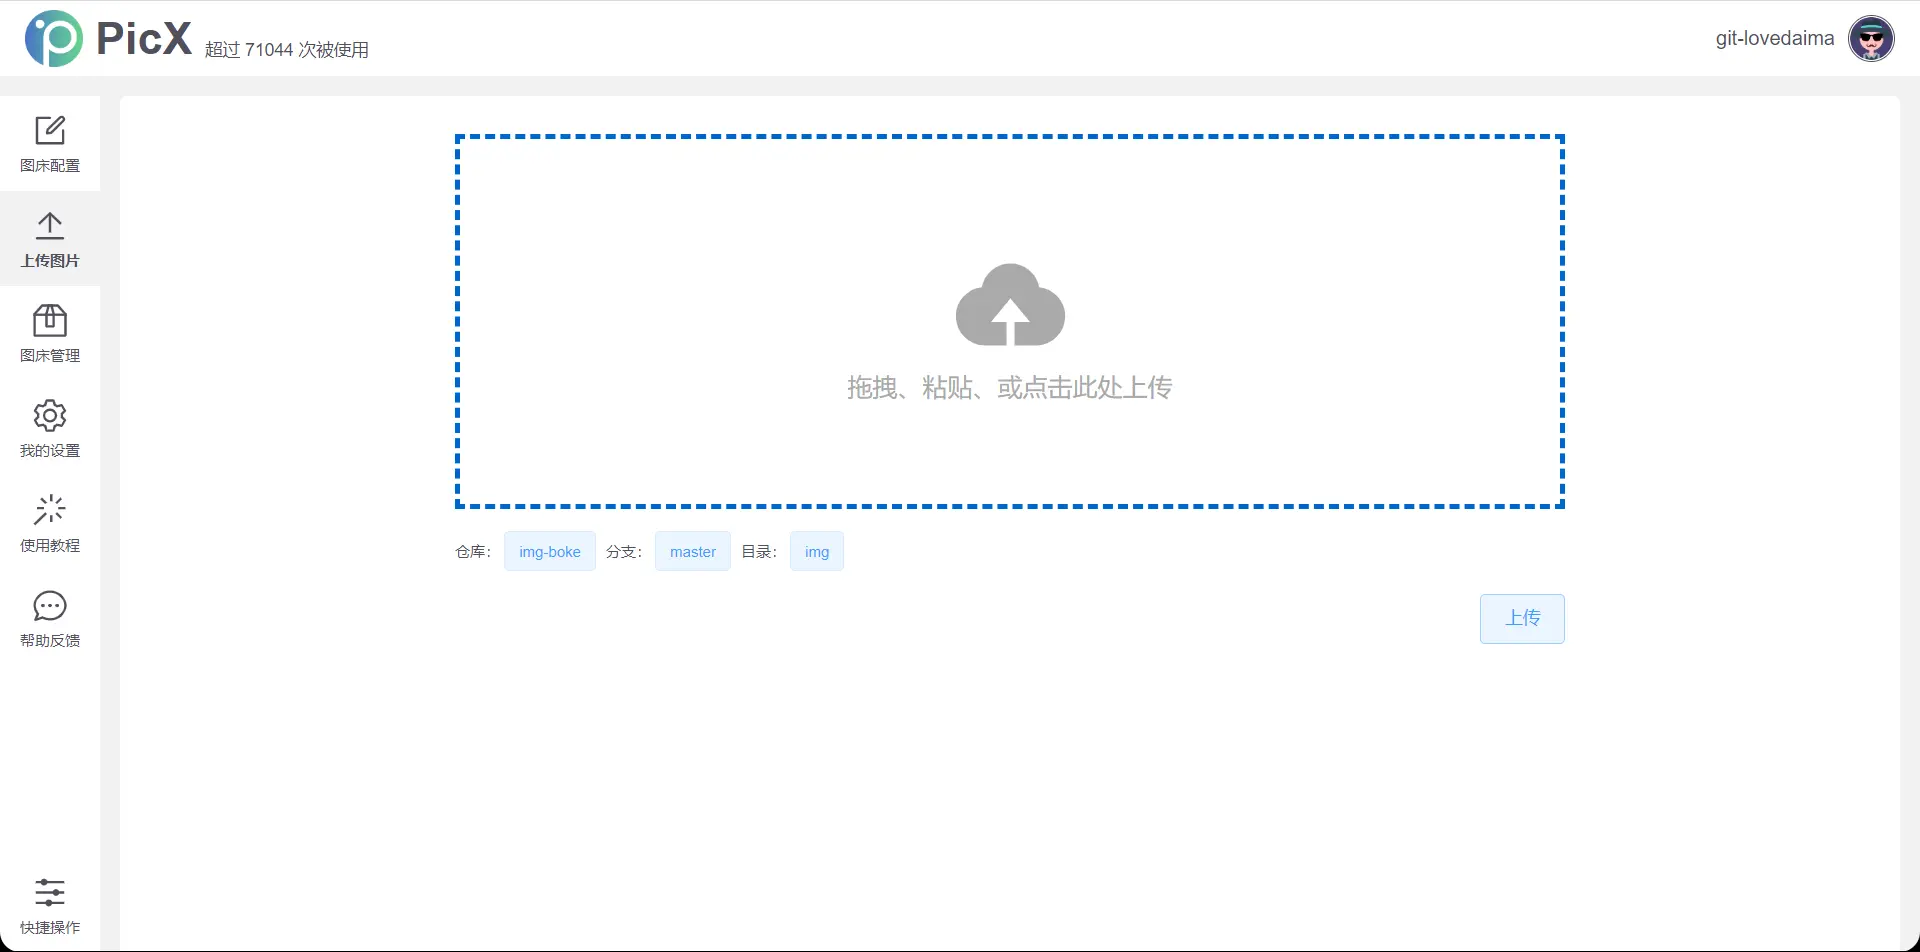 PicX 超过 71044 次被使用
git-lovedaima
图床配置
上传图片
图床管理
我的设置
使用教程
帮助反馈
快捷操作
拖拽、粘贴、或点击此处上传
仓库： img-boke 分支： master 目录： img
上传